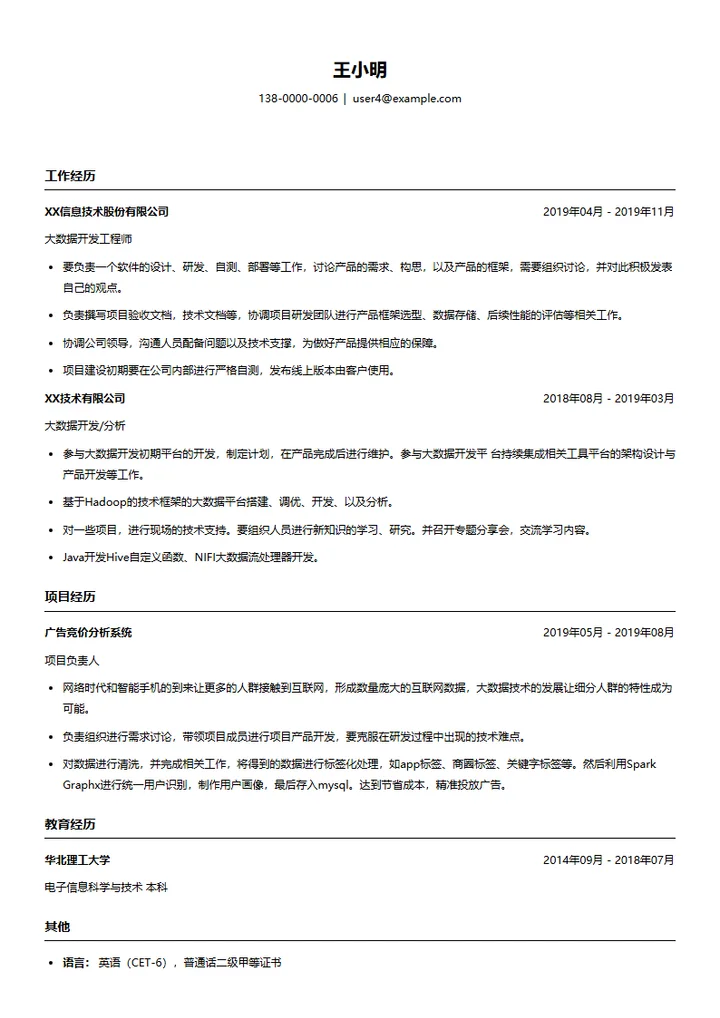 王小明
138-0000-0006 | user4@example.com
工作经历
XX信息技术股份有限公司 2019年04月 - 2019年11月
大数据开发工程师
• 要负责一个软件的设计、研发、自测、部署等工作，讨论产品的需求、构思，以及产品的框架，需要组织讨论，并对此积极发表
自己的观点。
• 负责撰写项目验收文档，技术文档等，协调项目研发团队进行产品框架选型、数据存储、后续性能的评估等相关工作。
• 协调公司领导，沟通人员配备问题以及技术支撑，为做好产品提供相应的保障。
• 项目建设初期要在公司内部进行严格自测，发布线上版本由客户使用。
XX技术有限公司 2018年08月 - 2019年03月
大数据开发/分析
• 参与大数据开发初期平台的开发，制定计划，在产品完成后进行维护。参与大数据开发平 台持续集成相关工具平台的架构设计与
产品开发等工作。
• 基于Hadoop的技术框架的大数据平台搭建、调优、开发、以及分析。
• 对一些项目，进行现场的技术支持。要组织人员进行新知识的学习、研究。并召开专题分享会，交流学习内容。
• Java开发Hive自定义函数、NIFI大数据流处理器开发。
项目经历
广告竞价分析系统 2019年05月 - 2019年08月
项目负责人
• 网络时代和智能手机的到来让更多的人群接触到互联网，形成数量庞大的互联网数据，大数据技术的发展让细分人群的特性成为
可能。
• 负责组织进行需求讨论，带领项目成员进行项目产品开发，要克服在研发过程中出现的技术难点。
• 对数据进行清洗，并完成相关工作，将得到的数据进行标签化处理，如app标签、商圈标签、关键字标签等。然后利用Spark
Graphx进行统一用户识别，制作用户画像，最后存入mysql。达到节省成本，精准投放广告。
教育经历
华北理工大学 2014年09月 - 2018年07月
电子信息科学与技术 本科
其他
• 语言： 英语（CET-6），普通话二级甲等证书